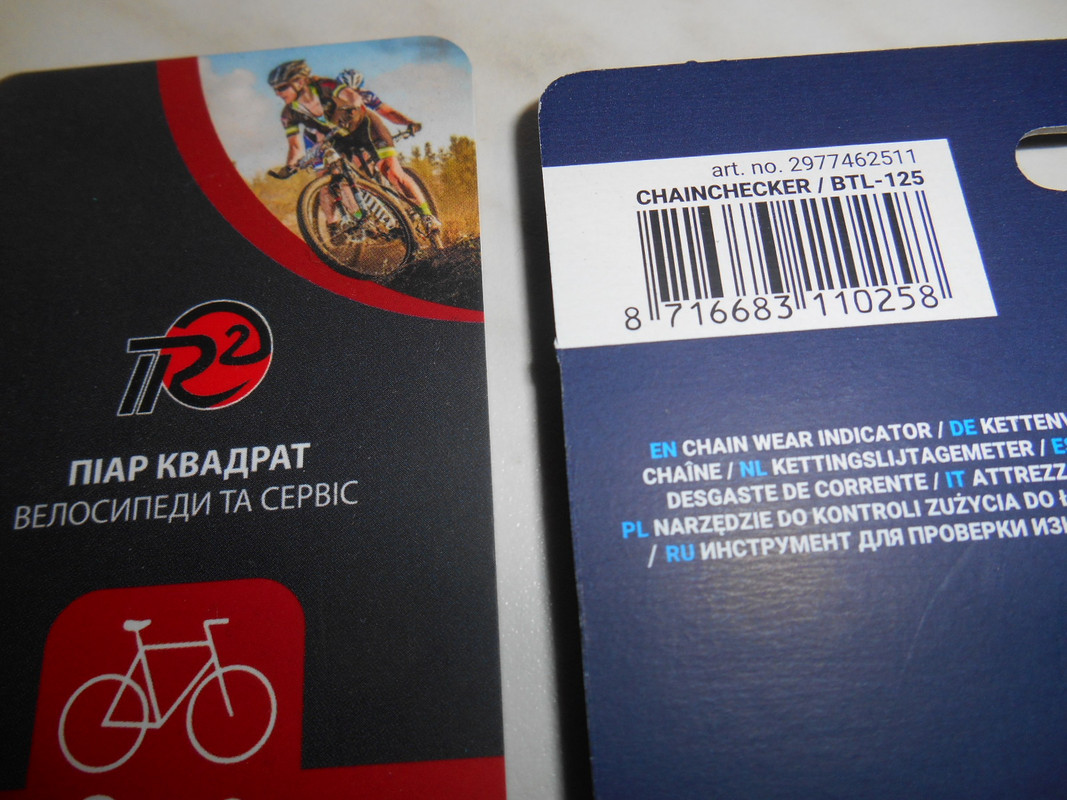 ПІАР КВАДРАТ
ВЕЛОСИПЕДИ ТА СЕРВІС
art. no. 2977462511
CHAINCHECKER / BTL-125
8 716683 110258
EN CHAIN WEAR INDICATOR / DE
CHAÎNE / NL KETTINGSLIJTAGEMETER /
DESGASTE DE CORRENTE / IT
PL NARZĘDZIE DO KONTROLI ZUŻYCIA DO
/ RU ИНСТРУМЕНТ ДЛЯ ПРОВЕРКИ